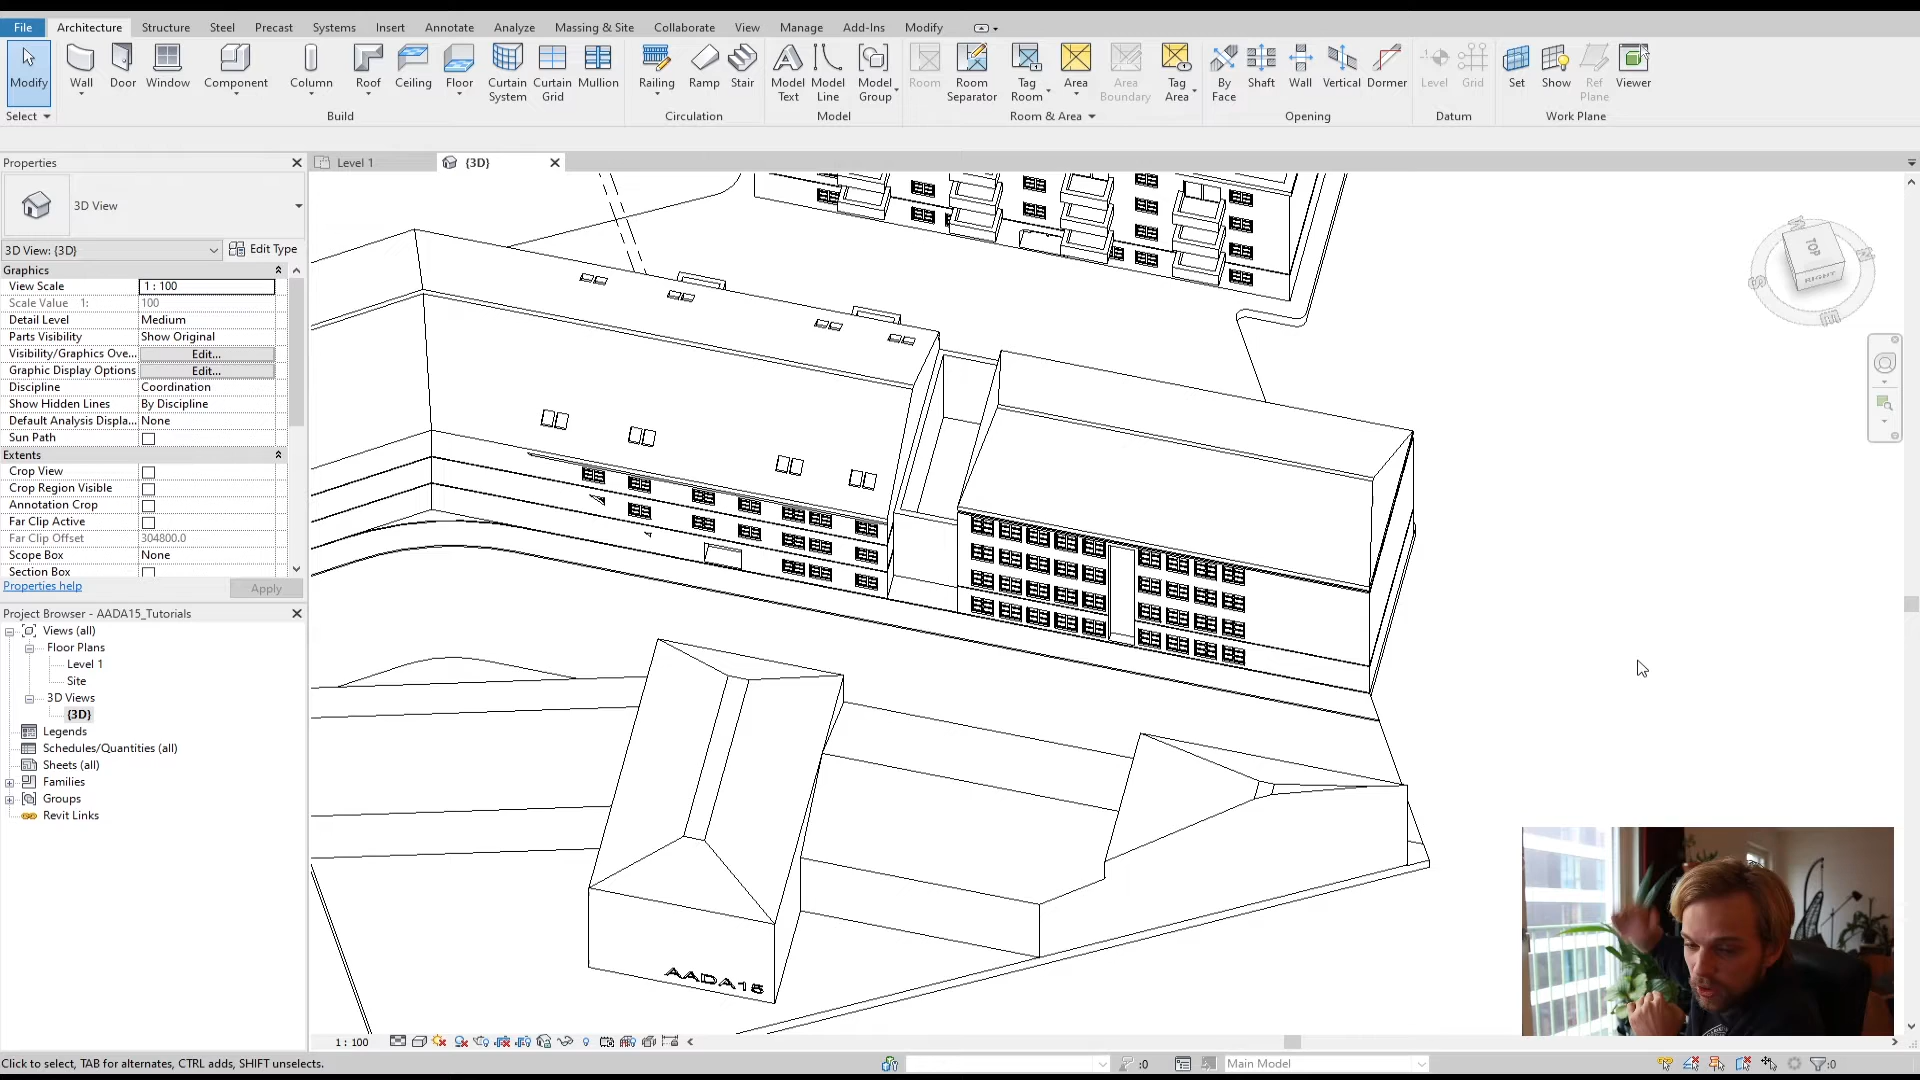 File Architecture Structure Steel Precast Systems Insert Annotate Analyze Massing & Site Collaborate View Manage Add-Ins Modify
Modify Wall Door Window Component Column Roof Ceiling Floor Curtain System Curtain Grid Mullion Railing Ramp Stair Model Text Model Line Model Group Room Room Separator Tag Room Area Area Boundary Tag Area By Face Shaft Wall Vertical Dormer Level Grid Set Show Ref Plane Viewer
Select Build Circulation Model Room & Area Opening Datum Work Plane
Properties
Level 1 {3D}
3D View
3D View: {3D} Edit Type
Graphics
View Scale 1 : 100
Scale Value 1: 100
Detail Level Medium
Parts Visibility Show Original
Visibility/Graphics Ove... Edit...
Graphic Display Options Edit...
Discipline Coordination
Show Hidden Lines By Discipline
Default Analysis Displa... None
Sun Path
Extents
Crop View
Crop Region Visible
Annotation Crop
Far Clip Active
Far Clip Offset 304800.0
Scope Box None
Section Box
Properties help Apply
Project Browser - AADA15_Tutorials
Views (all)
Floor Plans
Level 1
Site
3D Views
{3D}
Legends
Schedules/Quantities (all)
Sheets (all)
Families
Groups
Revit Links
TOP
RIGHT
N
W
S
E
AADA15
1 : 100
Click to select, TAB for alternates, CTRL adds, SHIFT unselects.
:0
Main Model
:0